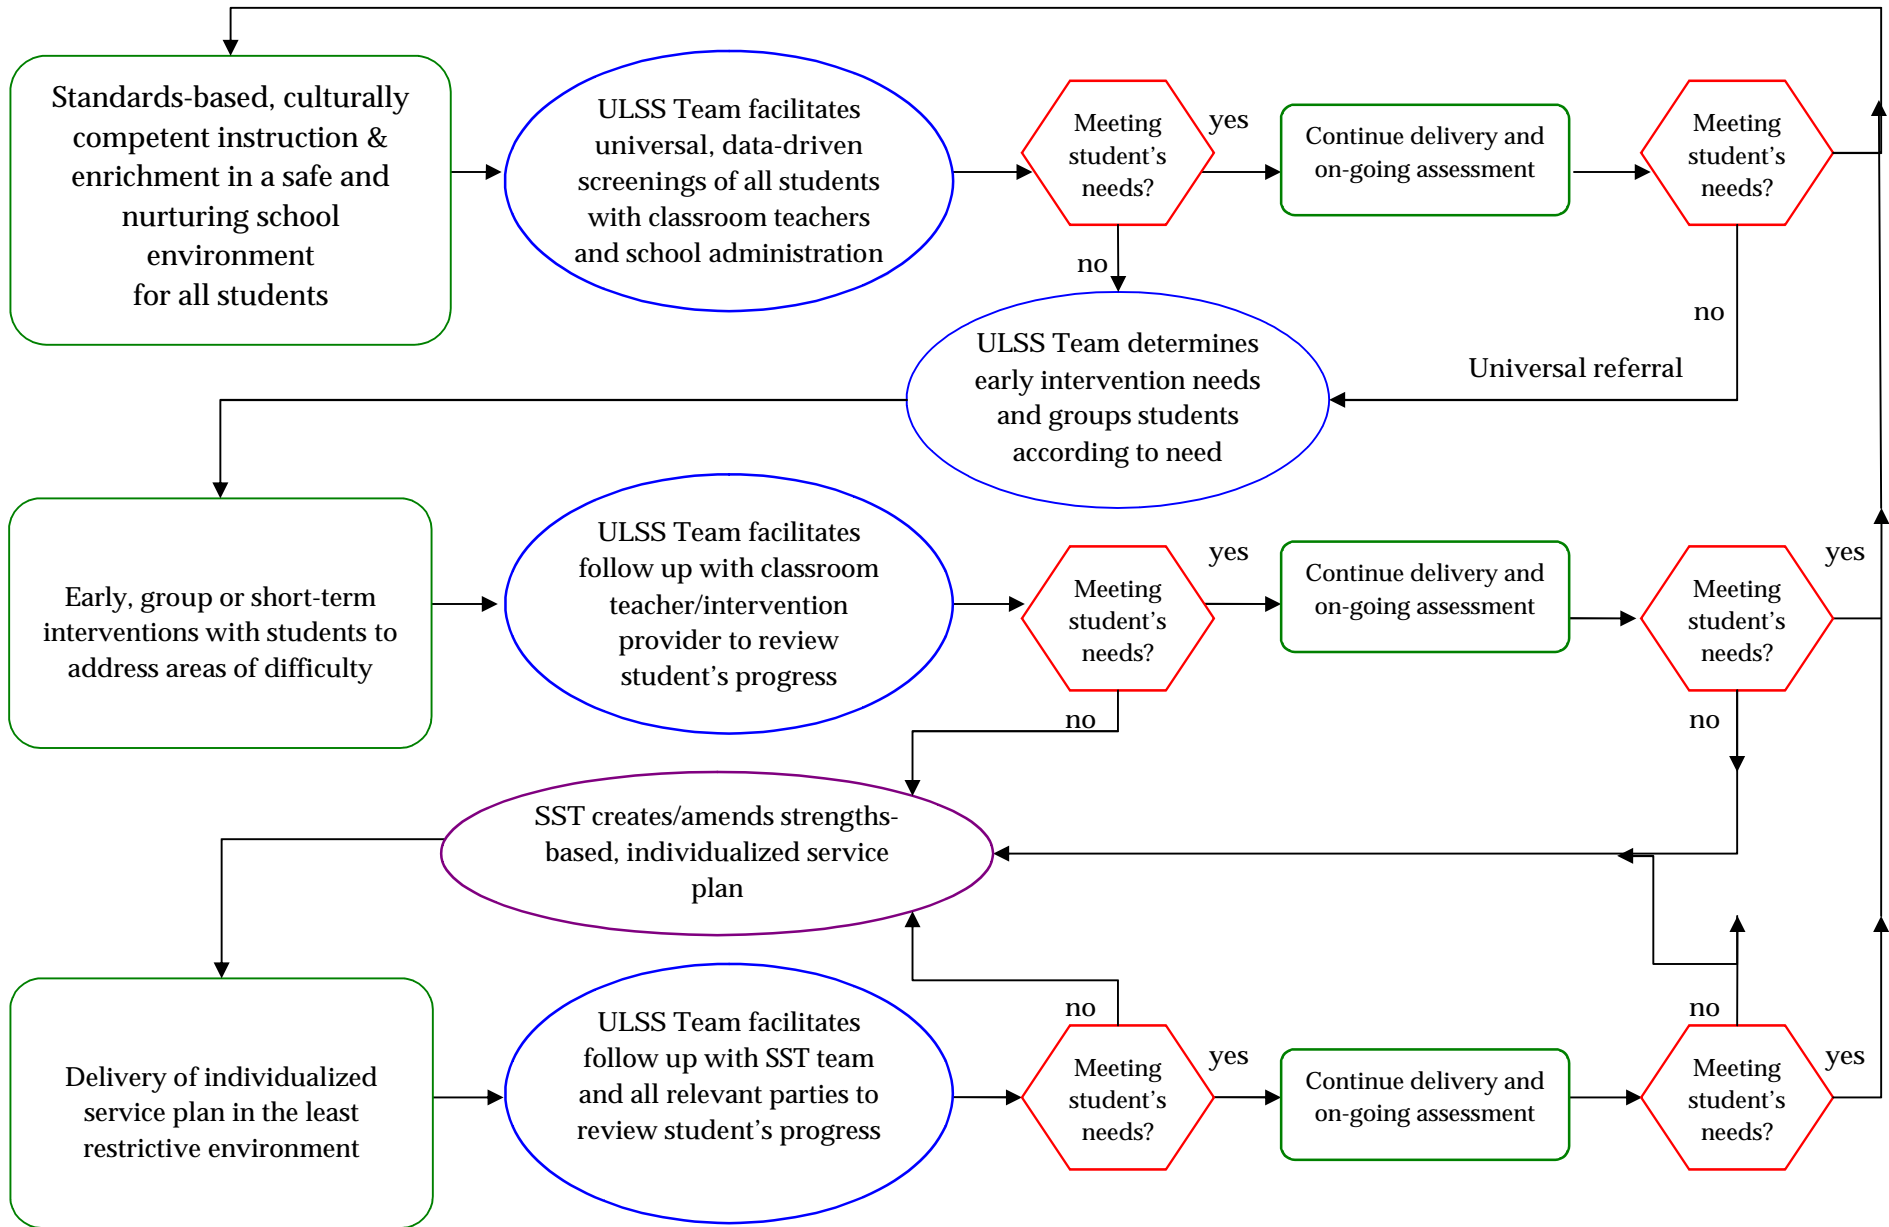 Standards-based, culturally
competent instruction &
enrichment in a safe and
nurturing school
environment
for all students
ULSS Team facilitates
universal, data-driven
screenings of all students
with classroom teachers
and school administration
Meeting
student's
needs?
yes
no
Continue delivery and
on-going assessment
Meeting
student's
needs?
no
Universal referral
ULSS Team determines
early intervention needs
and groups students
according to need
Early, group or short-term
interventions with students to
address areas of difficulty
ULSS Team facilitates
follow up with classroom
teacher/intervention
provider to review
student's progress
Meeting
student's
needs?
yes
no
Continue delivery and
on-going assessment
Meeting
student's
needs?
yes
no
SST creates/amends strengths-
based, individualized service
plan
Delivery of individualized
service plan in the least
restrictive environment
ULSS Team facilitates
follow up with SST team
and all relevant parties to
review student's progress
no
Meeting
student's
needs?
yes
Continue delivery and
on-going assessment
no
Meeting
student's
needs?
yes